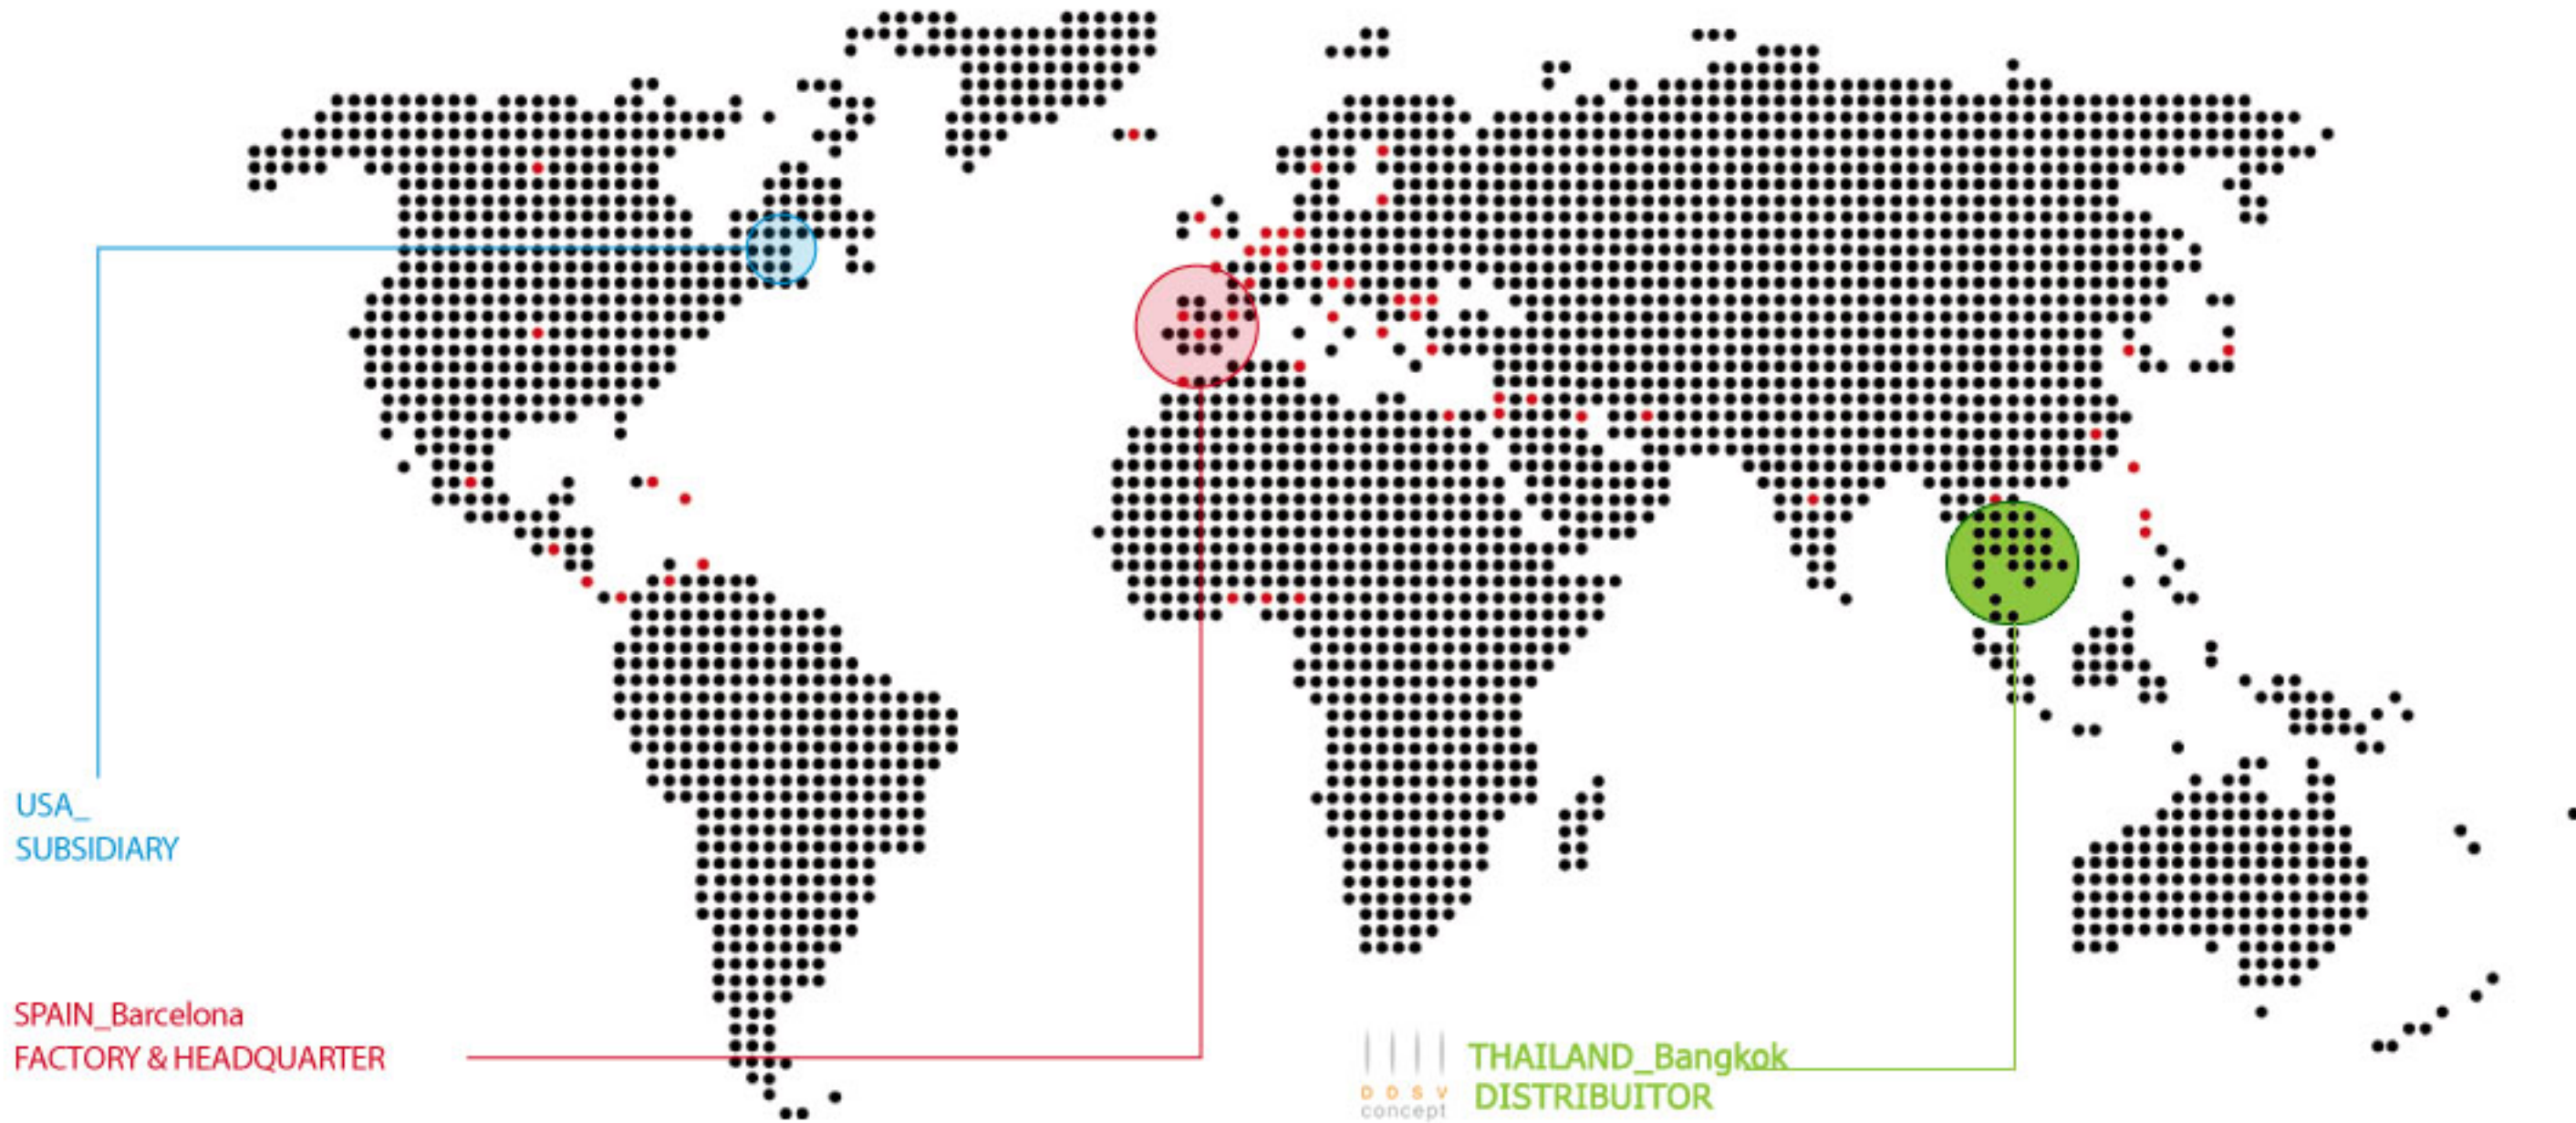 USA_
SUBSIDIARY
SPAIN_Barcelona
FACTORY & HEADQUARTER
THAILAND_Bangkok
DISTRIBUITOR
D D S V
concept